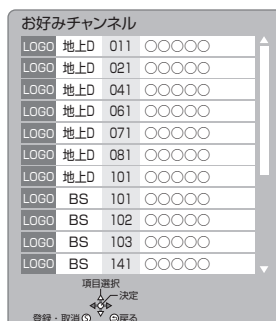 お好みチャンネル
LOGO 地上D 011 ○○○○○
LOGO 地上D 021 ○○○○○
LOGO 地上D 041 ○○○○○
LOGO 地上D 061 ○○○○○
LOGO 地上D 071 ○○○○○
LOGO 地上D 081 ○○○○○
LOGO 地上D 101 ○○○○○
LOGO BS 101 ○○○○○
LOGO BS 102 ○○○○○
LOGO BS 103 ○○○○○
LOGO BS 141 ○○○○○
項目選択
決定
登録・取消 S 戻る